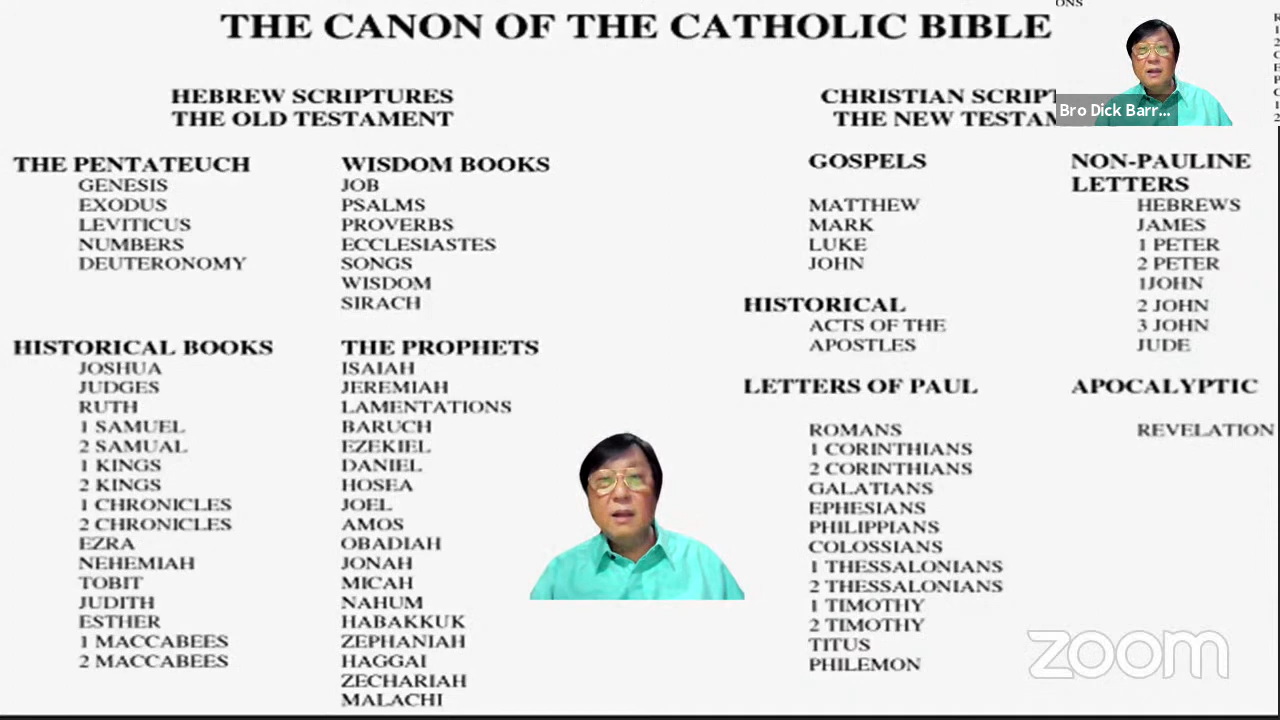 ONS
THE CANON OF THE CATHOLIC BIBLE
HEBREW SCRIPTURES
THE OLD TESTAMENT
THE PENTATEUCH
GENESIS
EXODUS
LEVITICUS
NUMBERS
DEUTERONOMY
HISTORICAL BOOKS
JOSHUA
JUDGES
RUTH
1 SAMUEL
2 SAMUAL
1 KINGS
2 KINGS
1 CHRONICLES
2 CHRONICLES
EZRA
NEHEMIAH
TOBIT
JUDITH
ESTHER
1 MACCABEES
2 MACCABEES
WISDOM BOOKS
JOB
PSALMS
PROVERBS
ECCLESIASTES
SONGS
WISDOM
SIRACH
THE PROPHETS
ISAIAH
JEREMIAH
LAMENTATIONS
BARUCH
EZEKIEL
DANIEL
HOSEA
JOEL
AMOS
OBADIAH
JONAH
MICAH
NAHUM
HABAKKUK
ZEPHANIAH
HAGGAI
ZECHARIAH
MALACHI
CHRISTIAN SCRIPT
THE NEW TESTAM
GOSPELS
MATTHEW
MARK
LUKE
JOHN
HISTORICAL
ACTS OF THE
APOSTLES
LETTERS OF PAUL
ROMANS
1 CORINTHIANS
2 CORINTHIANS
GALATIANS
EPHESIANS
PHILIPPIANS
COLOSSIANS
1 THESSALONIANS
2 THESSALONIANS
1 TIMOTHY
2 TIMOTHY
TITUS
PHILEMON
Bro Dick Barr...
NON-PAULINE
LETTERS
HEBREWS
JAMES
1 PETER
2 PETER
1JOHN
2 JOHN
3 JOHN
JUDE
APOCALYPTIC
REVELATION
zoom